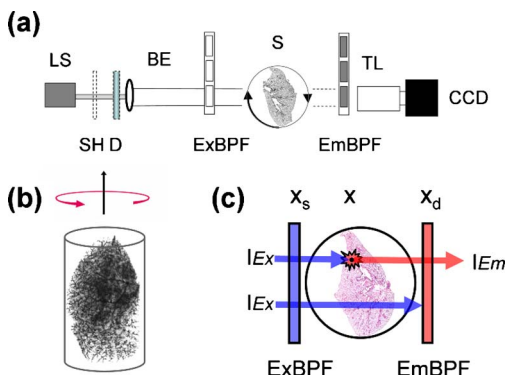 (a)
LS
BE
S
TL
CCD
SH D
ExBPF
EmBPF
(b)
(c)
xs
x
xd
IEx
IEm
IEx
ExBPF
EmBPF